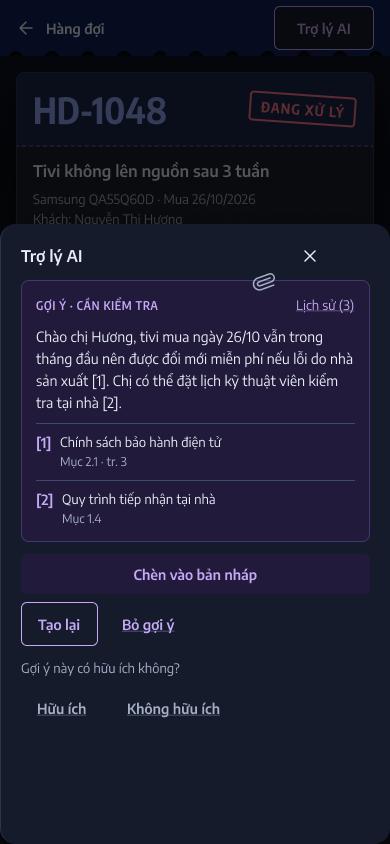 Hàng đợi
Trợ lý AI
HD-1048
ĐANG XỬ LÝ
Tivi không lên nguồn sau 3 tuần
Samsung QA55Q60D · Mua 26/10/2026
Khách: Nguyễn Thị Hương
Trợ lý AI
GỢI Ý · CẦN KIỂM TRA
Lịch sử (3)
Chào chị Hương, tivi mua ngày 26/10 vẫn trong
tháng đầu nên được đổi mới miễn phí nếu lỗi do nhà
sản xuất [1]. Chị có thể đặt lịch kỹ thuật viên kiểm
tra tại nhà [2].
[1] Chính sách bảo hành điện tử
Mục 2.1 · tr. 3
[2] Quy trình tiếp nhận tại nhà
Mục 1.4
Chèn vào bản nháp
Tạo lại
Bỏ gợi ý
Gợi ý này có hữu ích không?
Hữu ích
Không hữu ích